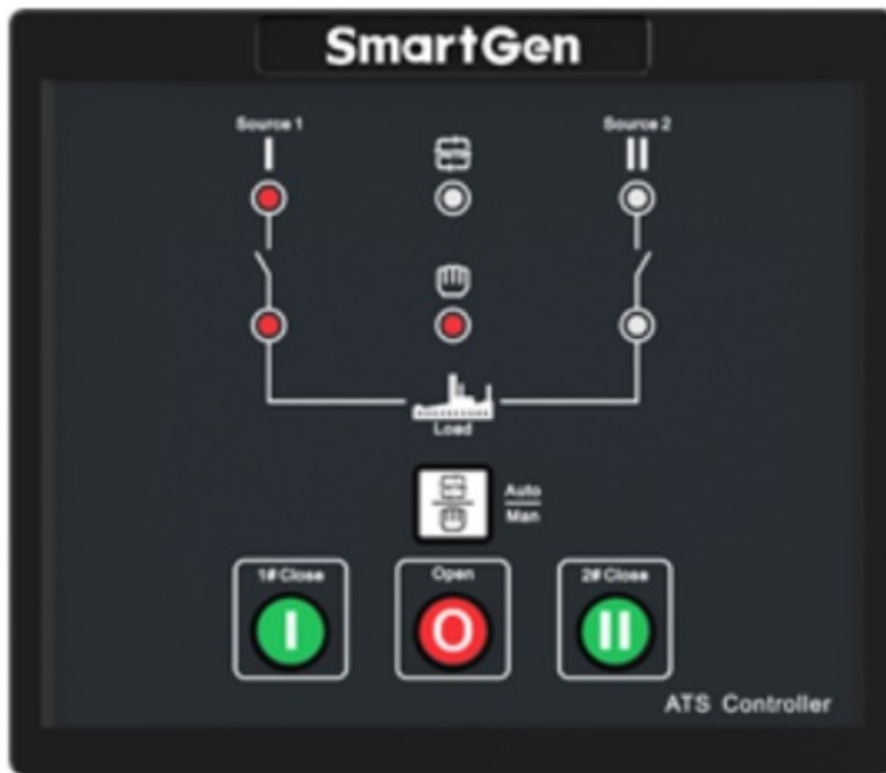 SmartGen
Source 1
Source 2
I
II
Load
Auto
Man
1# Close
Open
2# Close
I
O
II
ATS Controller